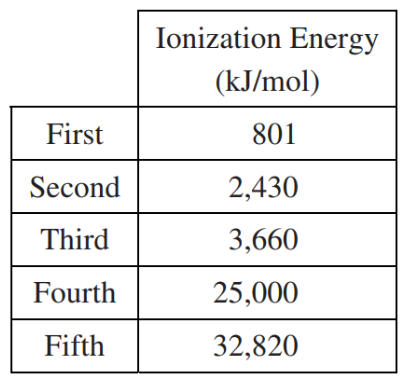 Ionization Energy
(kJ/mol)
First 801
Second 2,430
Third 3,660
Fourth 25,000
Fifth 32,820